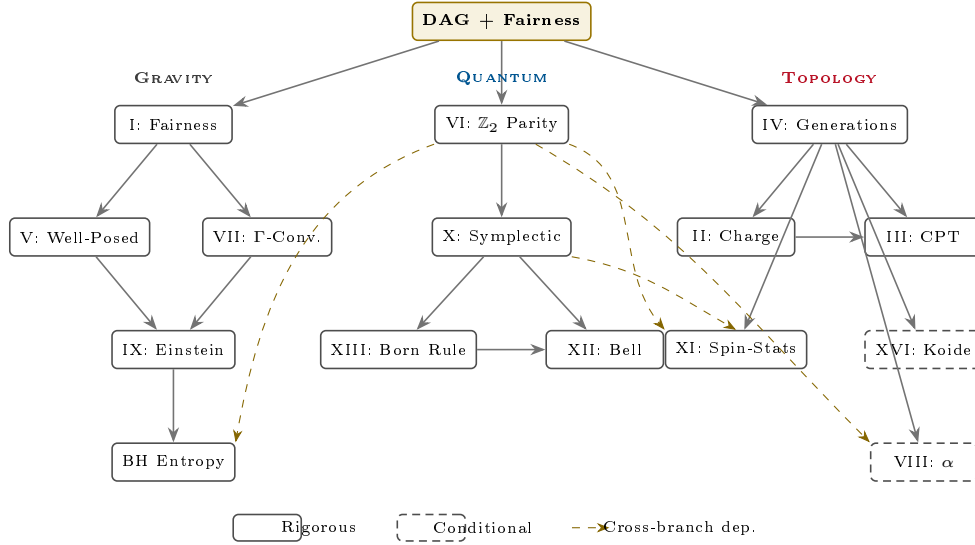 DAG + Fairness
GRAVITY
QUANTUM
TOPOLOGY
I: Fairness
VI: ℤ₂ Parity
IV: Generations
V: Well-Posed
VII: Γ-Conv.
X: Symplectic
II: Charge
III: CPT
IX: Einstein
XIII: Born Rule
XII: Bell
XI: Spin-Stats
XVI: Koide
BH Entropy
VIII: α
Rigorous
Conditional
Cross-branch dep.